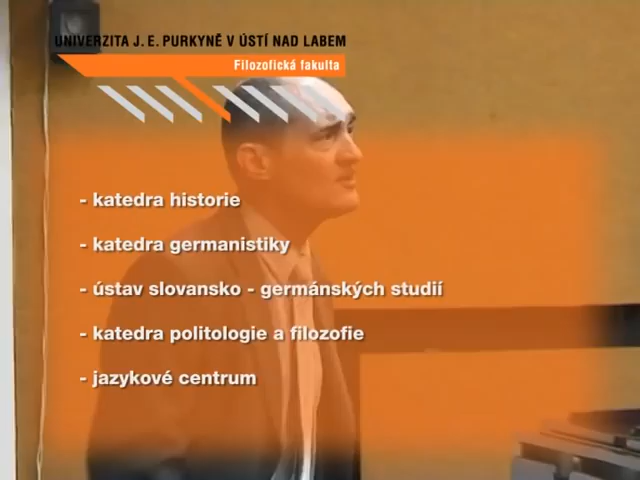 UNIVERZITA J. E. PURKYNĚ V ÚSTÍ NAD LABEM
Filozofická fakulta
- katedra historie
- katedra germanistiky
- ústav slovansko - germánských studií
- katedra politologie a filozofie
- jazykové centrum